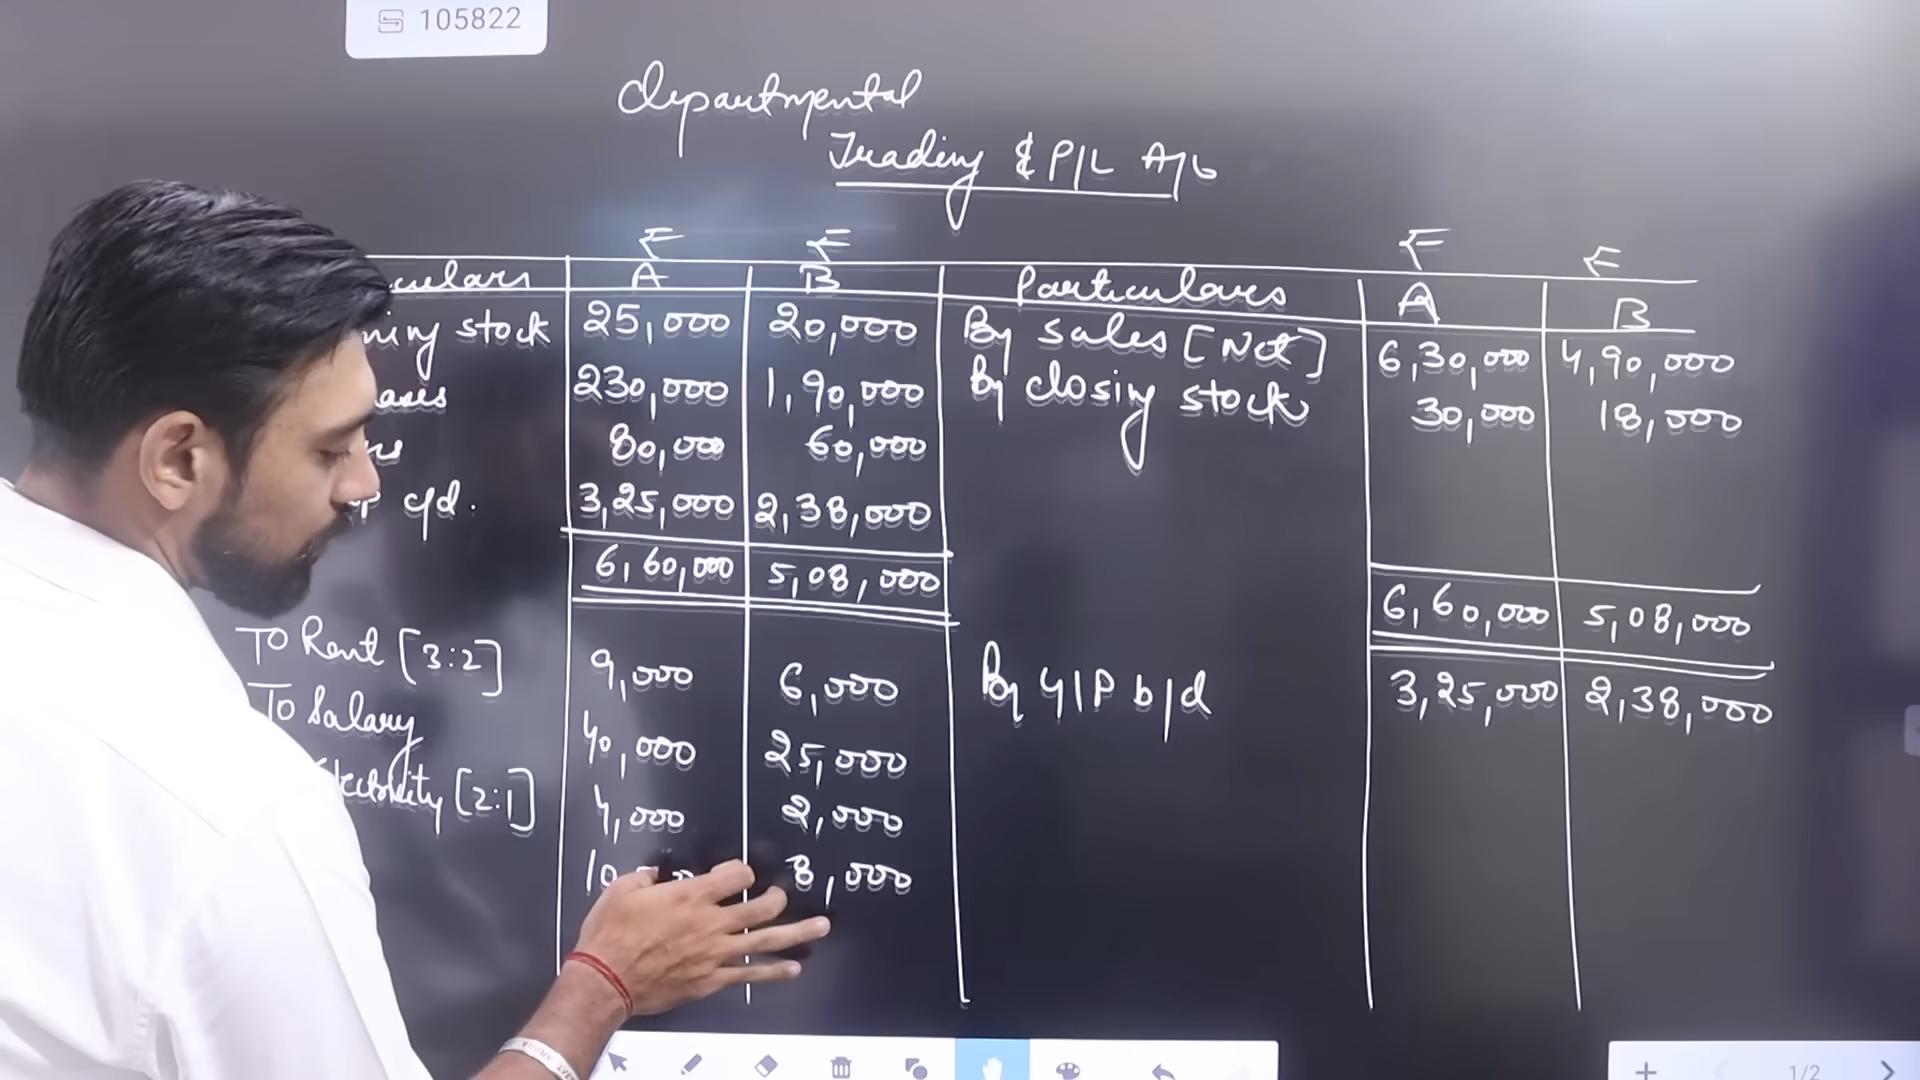 105822
Departmental
Trading & P/L A/c
₹ ₹ ₹ ₹
A B Particulars A B
stock 25,000 20,000 By Sales [Net] 6,30,000 4,90,000
230,000 1,90,000 By closing stock 30,000 18,000
80,000 60,000
c/d. 3,25,000 2,38,000
6,60,000 5,08,000 6,60,000 5,08,000
To Rent [3:2] 9,000 6,000 By G/P b/d 3,25,000 2,38,000
To Salary 40,000 25,000
[2:1] 4,000 2,000
8,000
1/2